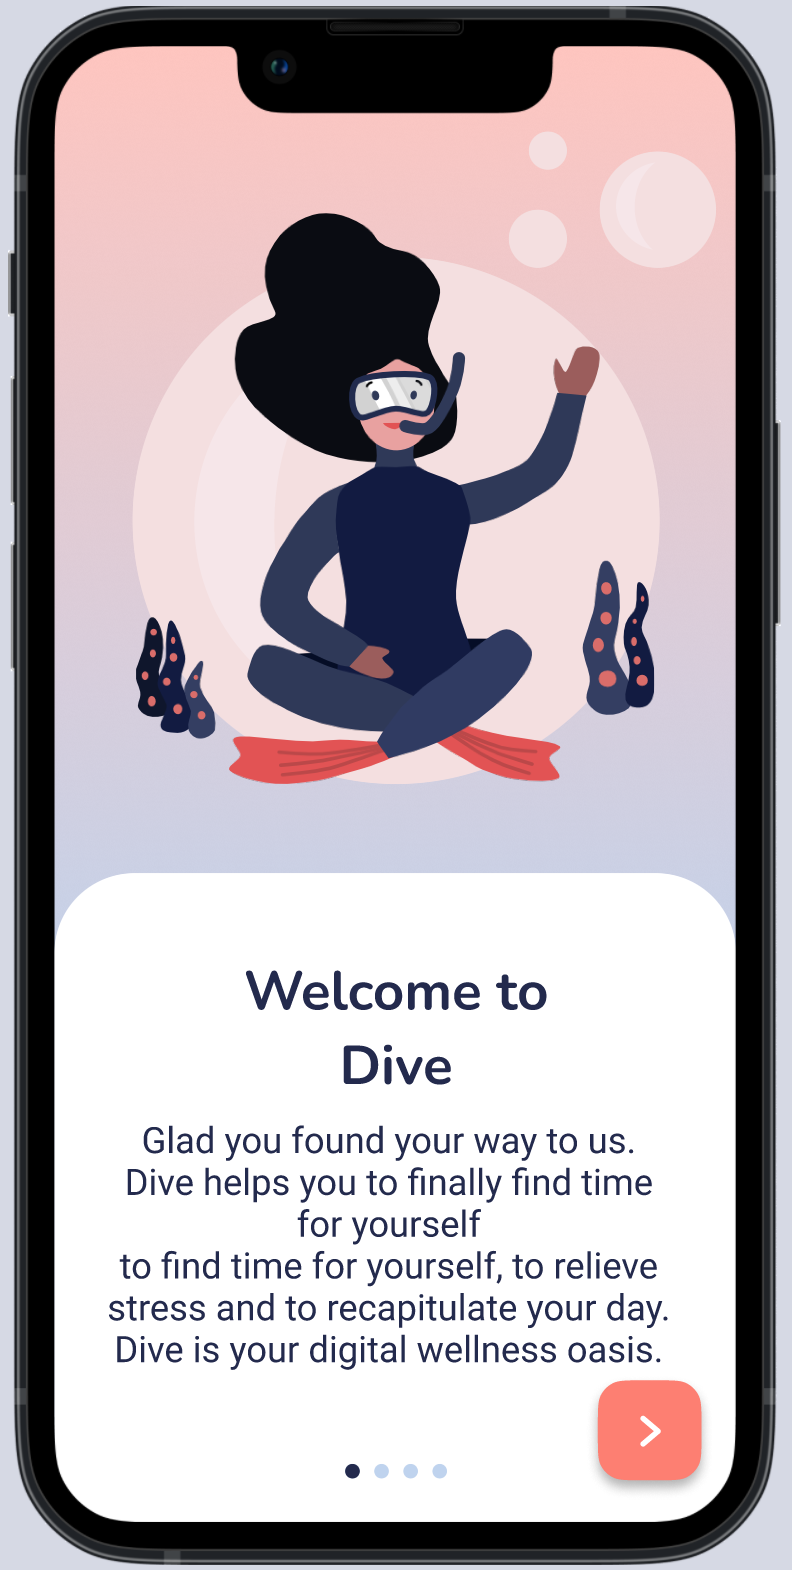 Welcome to
Dive
Glad you found your way to us.
Dive helps you to finally find time
for yourself
to find time for yourself, to relieve
stress and to recapitulate your day.
Dive is your digital wellness oasis.